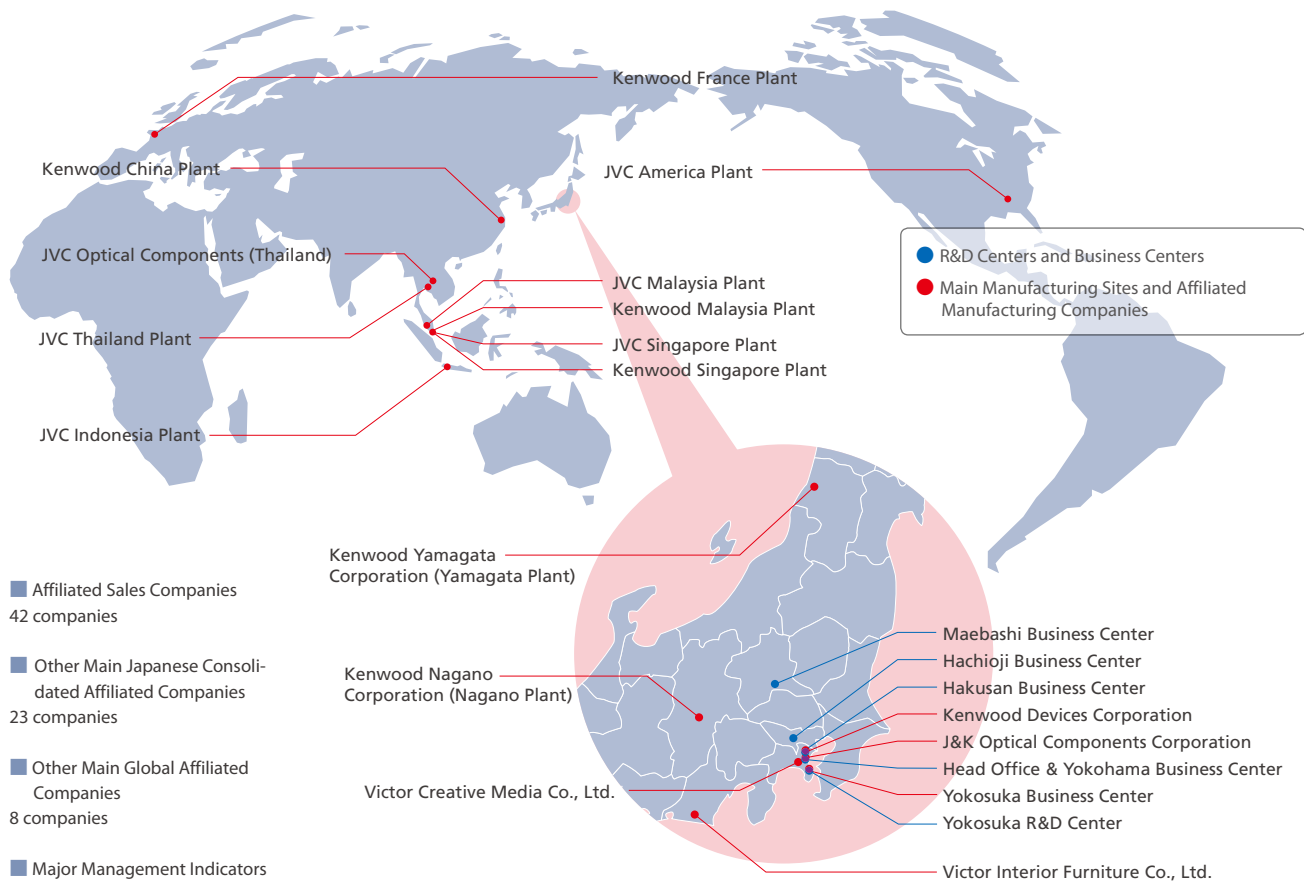 Kenwood France Plant
Kenwood China Plant
JVC America Plant
JVC Optical Components (Thailand)
R&D Centers and Business Centers
Main Manufacturing Sites and Affiliated
Manufacturing Companies
JVC Malaysia Plant
Kenwood Malaysia Plant
JVC Thailand Plant
JVC Singapore Plant
Kenwood Singapore Plant
JVC Indonesia Plant
Kenwood Yamagata
Corporation (Yamagata Plant)
Affiliated Sales Companies
42 companies
Other Main Japanese Consoli-
dated Affiliated Companies
23 companies
Other Main Global Affiliated
Companies
8 companies
Major Management Indicators
Kenwood Nagano
Corporation (Nagano Plant)
Victor Creative Media Co., Ltd.
Maebashi Business Center
Hachioji Business Center
Hakusan Business Center
Kenwood Devices Corporation
J&K Optical Components Corporation
Head Office & Yokohama Business Center
Yokosuka Business Center
Yokosuka R&D Center
Victor Interior Furniture Co., Ltd.